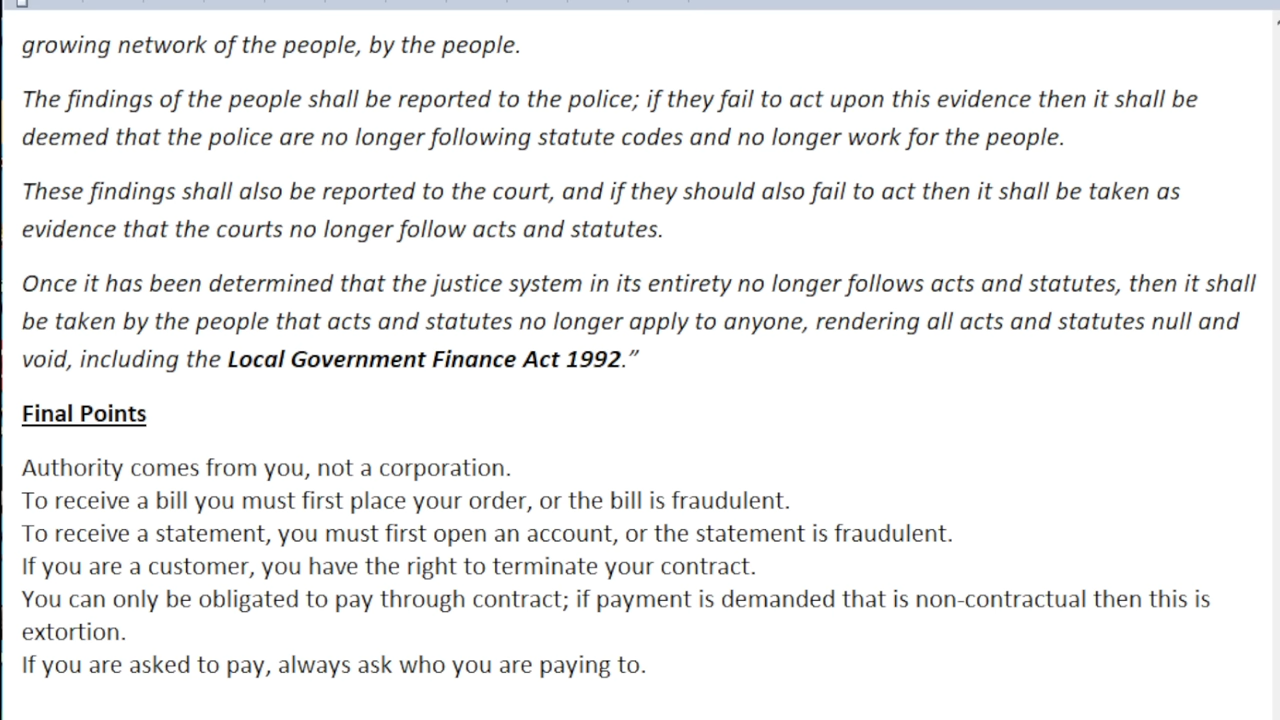 growing network of the people, by the people.
The findings of the people shall be reported to the police; if they fail to act upon this evidence then it shall be
deemed that the police are no longer following statute codes and no longer work for the people.
These findings shall also be reported to the court, and if they should also fail to act then it shall be taken as
evidence that the courts no longer follow acts and statutes.
Once it has been determined that the justice system in its entirety no longer follows acts and statutes, then it shall
be taken by the people that acts and statutes no longer apply to anyone, rendering all acts and statutes null and
void, including the Local Government Finance Act 1992.”
Final Points
Authority comes from you, not a corporation.
To receive a bill you must first place your order, or the bill is fraudulent.
To receive a statement, you must first open an account, or the statement is fraudulent.
If you are a customer, you have the right to terminate your contract.
You can only be obligated to pay through contract; if payment is demanded that is non-contractual then this is
extortion.
If you are asked to pay, always ask who you are paying to.